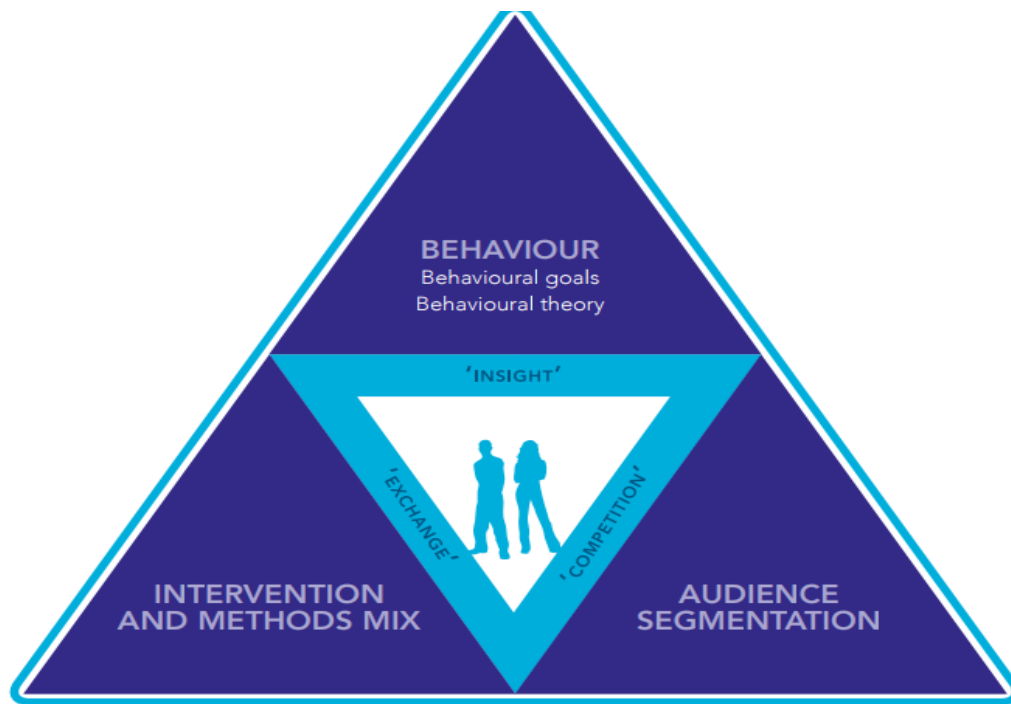 BEHAVIOUR
Behavioural goals
Behavioural theory
'INSIGHT'
'EXCHANGE'
'COMPETITION'
INTERVENTION
AND METHODS MIX
AUDIENCE
SEGMENTATION